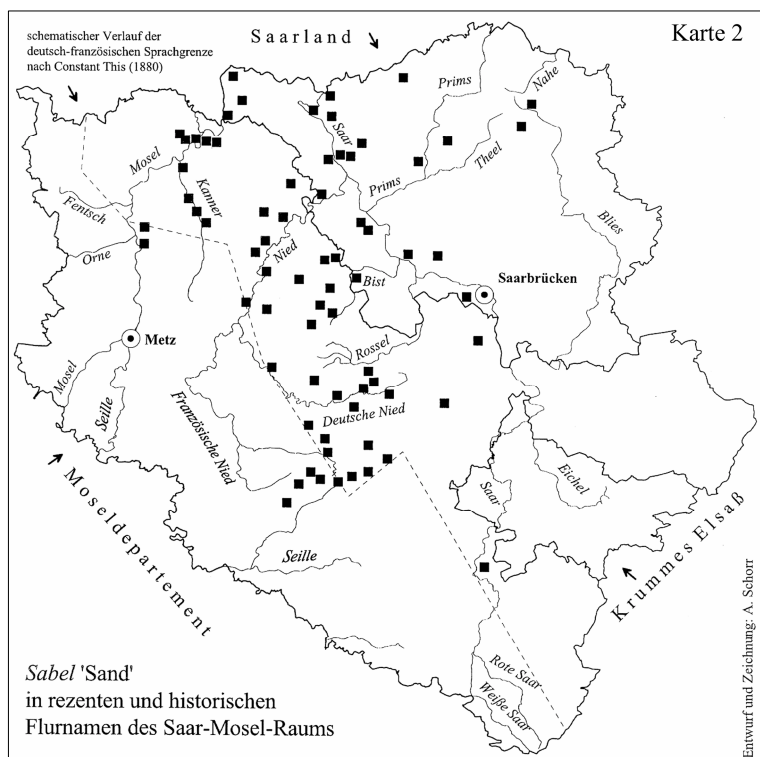 schematischer Verlauf der
deutsch-französischen Sprachgrenze
nach Constant This (1880)
Saarland
Karte 2
Prims
Nahe
Saar
Mosel
Theel
Kanner
Prims
Fentsch
Blies
Orne
Nied
Bist
Saarbrücken
Metz
Rossel
Mosel
Seille
Deutsche Nied
Französische Nied
Saar
Eichel
Moseldepartement
Seille
Krummes Elsaß
Rote Saar
Weiße Saar
Sabel 'Sand'
in rezenten und historischen
Flurnamen des Saar-Mosel-Raums
Entwurf und Zeichnung: A. Schorr